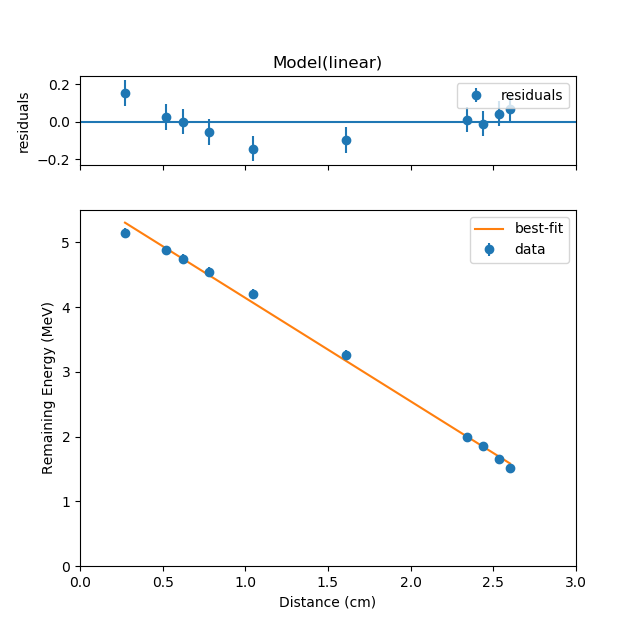 Model(linear)
residuals
0.2
0.0
−0.2
residuals
Remaining Energy (MeV)
5
4
3
2
1
0
best-fit
data
0.0
0.5
1.0
1.5
2.0
2.5
3.0
Distance (cm)